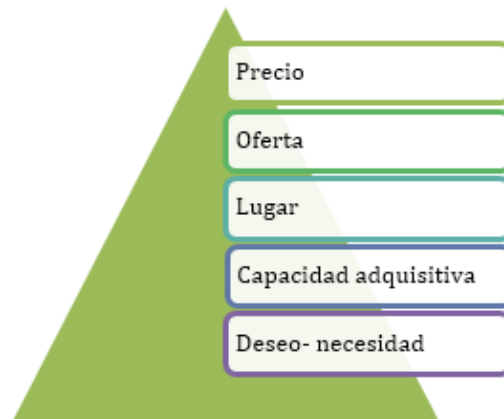 Precio
Oferta
Lugar
Capacidad adquisitiva
Deseo- necesidad